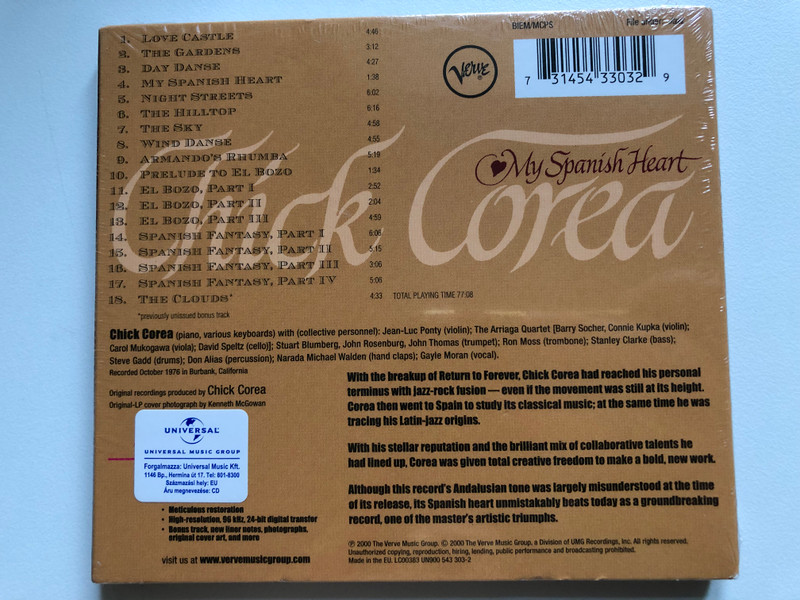 1. Love Castle 4:46
2. The Gardens 3:12
3. Day Danse 4:27
4. My Spanish Heart 1:38
5. Night Streets 6:02
6. The Hilltop 6:16
7. The Sky 4:58
8. Wind Danse 4:55
9. Armando's Rhumba 5:19
10. Prelude to El Bozo 1:34
11. El Bozo, Part I 2:52
12. El Bozo, Part II 2:04
13. El Bozo, Part III 4:59
14. Spanish Fantasy, Part I 6:06
15. Spanish Fantasy, Part II 5:15
16. Spanish Fantasy, Part III 3:06
17. Spanish Fantasy, Part IV 5:06
18. The Clouds* 4:33 TOTAL PLAYING TIME 77:08
*previously unissued bonus track
BIEM/MCPS
File under:
Verve
7 31454 33032 9
My Spanish Heart
Chick Corea
Chick Corea (piano, various keyboards) with (collective personnel): Jean-Luc Ponty (violin); The Arriaga Quartet [Barry Socher, Connie Kupka (violin);
Carol Mukogawa (viola); David Speltz (cello)]; Stuart Blumberg, John Rosenburg, John Thomas (trumpet); Ron Moss (trombone); Stanley Clarke (bass);
Steve Gadd (drums); Don Alias (percussion); Narada Michael Walden (hand claps); Gayle Moran (vocal).
Recorded October 1976 in Burbank, California
Original recordings produced by Chick Corea
Original-LP cover photograph by Kenneth McGowan
With the breakup of Return to Forever, Chick Corea had reached his personal
terminus with jazz-rock fusion — even if the movement was still at its height.
Corea then went to Spain to study its classical music; at the same time he was
tracing his Latin-jazz origins.
With his stellar reputation and the brilliant mix of collaborative talents he
had lined up, Corea was given total creative freedom to make a bold, new work.
Although this record's Andalusian tone was largely misunderstood at the time
of its release, its Spanish heart unmistakably beats today as a groundbreaking
record, one of the master's artistic triumphs.
UNIVERSAL
UNIVERSAL MUSIC GROUP
Forgalmazza: Universal Music Kft.
1146 Bp., Hermina út 17. Tel: 801-8300
Származási hely: EU
Áru megnevezése: CD
• Meticulous restoration
• High-resolution, 96 kHz, 24-bit digital transfer
• Bonus track, new liner notes, photographs,
original cover art, and more
visit us at www.vervemusicgroup.com
℗ 2000 The Verve Music Group. © 2000 The Verve Music Group, a Division of UMG Recordings, Inc. All rights reserved.
Unauthorized copying, reproduction, hiring, lending, public performance and broadcasting prohibited.
Made in the EU. LC00383 UN900 543 303-2